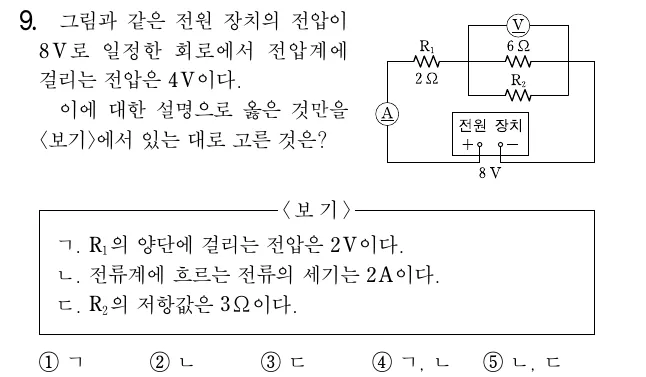 9. 그림과 같은 전원 장치의 전압이
8V로 일정한 회로에서 전압계에
걸리는 전압은 4V이다.
이에 대한 설명으로 옳은 것만을
<보기>에서 있는 대로 고른 것은?
V
R₁
6Ω
2Ω
R₂
A
전원 장치
+ −
8V
<보기>
ㄱ. R₁의 양단에 걸리는 전압은 2V이다.
ㄴ. 전류계에 흐르는 전류의 세기는 2A이다.
ㄷ. R₂의 저항값은 3Ω이다.
① ㄱ ② ㄴ ③ ㄷ ④ ㄱ, ㄴ ⑤ ㄴ, ㄷ